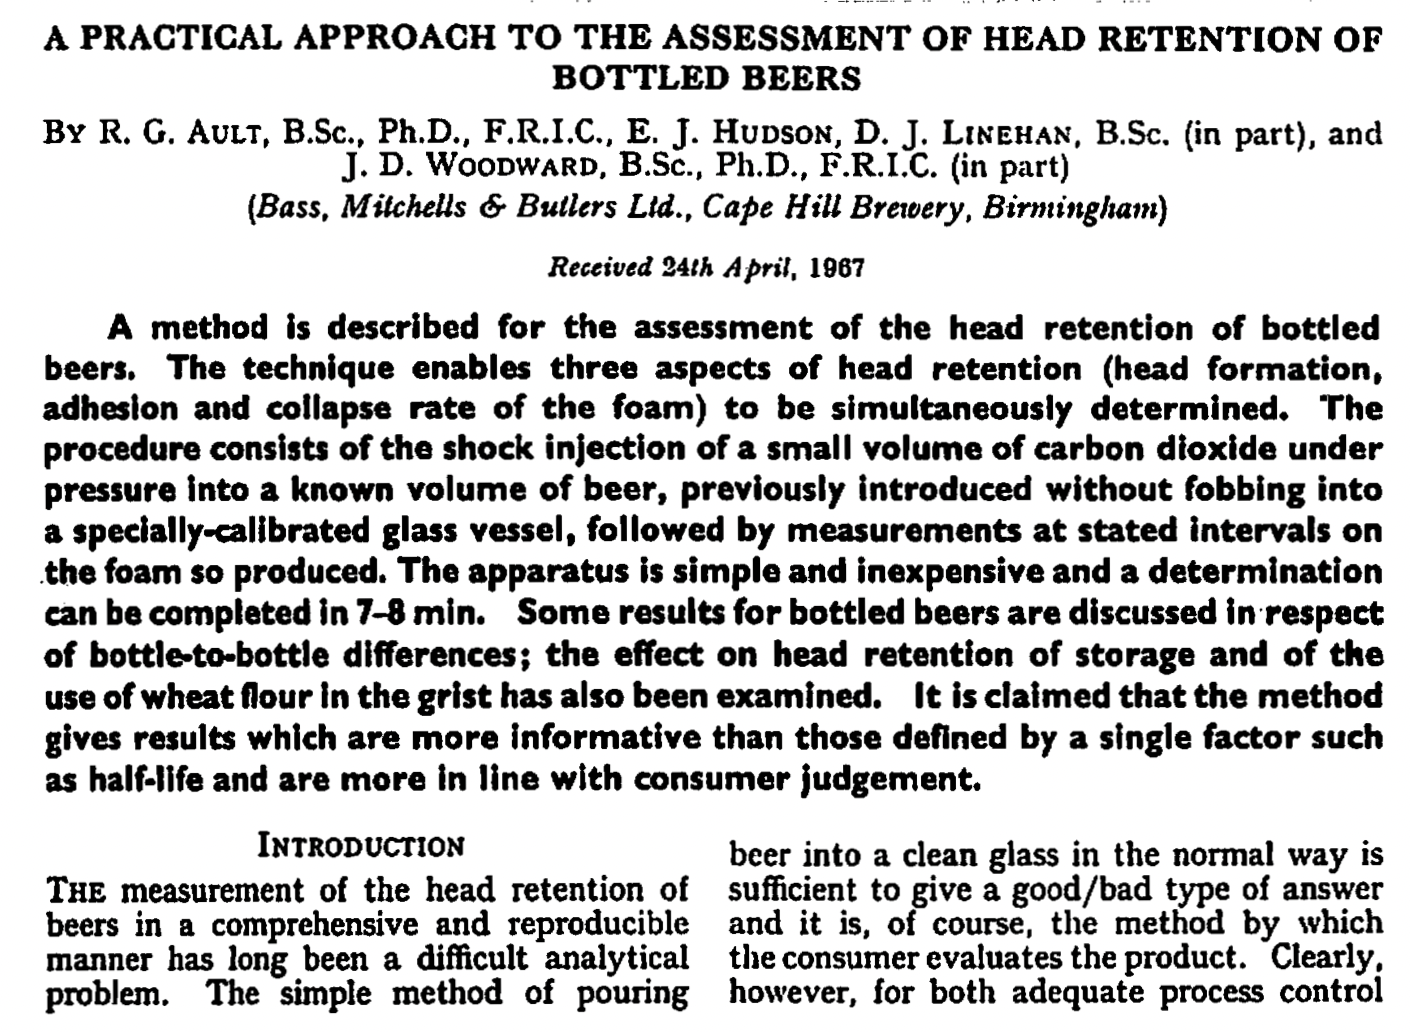 A PRACTICAL APPROACH TO THE ASSESSMENT OF HEAD RETENTION OF
BOTTLED BEERS
BY R. G. AULT, B.Sc., Ph.D., F.R.I.C., E. J. HUDSON, D. J. LINEHAN, B.Sc. (in part), and
J. D. WOODWARD, B.Sc., Ph.D., F.R.I.C. (in part)
(Bass, Mitchells & Butlers Ltd., Cape Hill Brewery, Birmingham)
Received 24th April, 1967
A method is described for the assessment of the head retention of bottled
beers. The technique enables three aspects of head retention (head formation,
adhesion and collapse rate of the foam) to be simultaneously determined. The
procedure consists of the shock injection of a small volume of carbon dioxide under
pressure into a known volume of beer, previously introduced without fobbing into
a specially-calibrated glass vessel, followed by measurements at stated intervals on
the foam so produced. The apparatus is simple and inexpensive and a determination
can be completed in 7–8 min. Some results for bottled beers are discussed in respect
of bottle-to-bottle differences; the effect on head retention of storage and of the
use of wheat flour in the grist has also been examined. It is claimed that the method
gives results which are more informative than those defined by a single factor such
as half-life and are more in line with consumer judgement.
INTRODUCTION
THE measurement of the head retention of
beers in a comprehensive and reproducible
manner has long been a difficult analytical
problem. The simple method of pouring
beer into a clean glass in the normal way is
sufficient to give a good/bad type of answer
and it is, of course, the method by which
the consumer evaluates the product. Clearly,
however, for both adequate process control